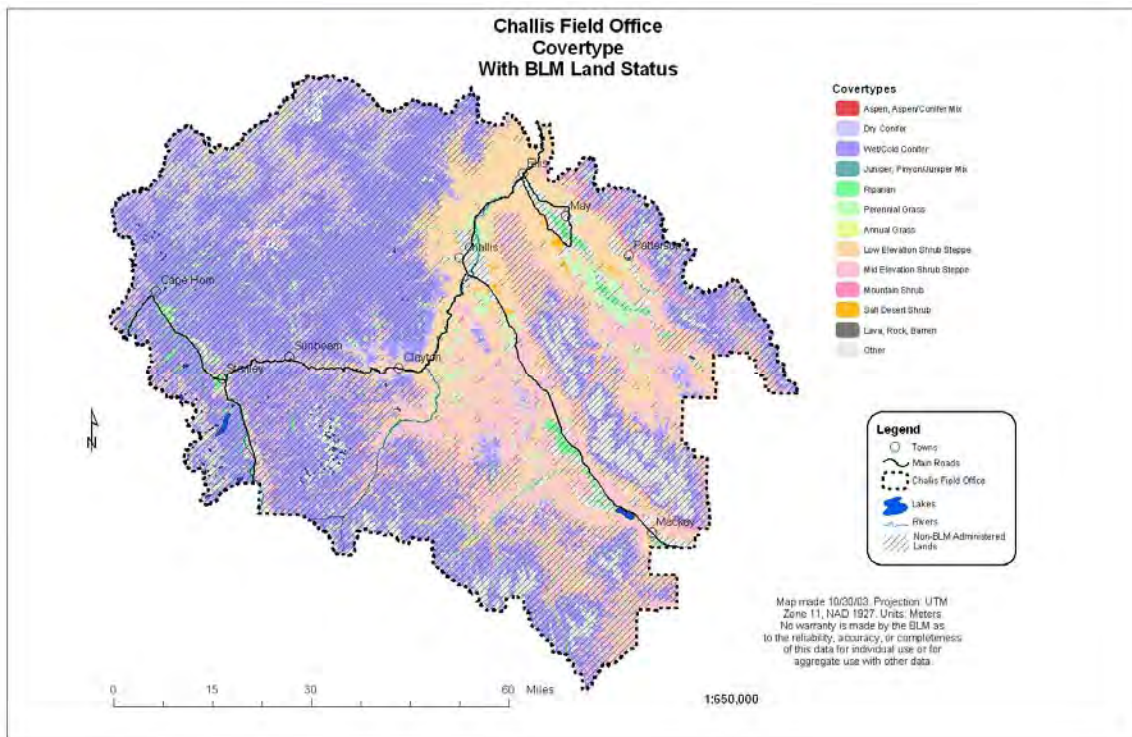 Challis Field Office
Covertype
With BLM Land Status
Covertypes
Aspen, Aspen/Conifer Mix
Dry Conifer
Wet/Cold Conifer
Juniper, Pinyon/Juniper Mix
Riparian
Perennial Grass
Annual Grass
Low Elevation Shrub Steppe
Mid Elevation Shrub Steppe
Mountain Shrub
Salt Desert Shrub
Lava, Rock, Barren
Other
Ellis
May
Challis
Patterson
Cape Horn
Sunbeam
Clayton
Stanley
Mackay
N
Legend
Towns
Main Roads
Challis Field Office
Lakes
Rivers
Non-BLM Administered
Lands
Map made 10/30/03. Projection: UTM
Zone 11, NAD 1927. Units: Meters
No warranty is made by the BLM as
to the reliability, accuracy, or completeness
of this data for individual use or for
aggregate use with other data.
0 15 30 60 Miles
1:650,000